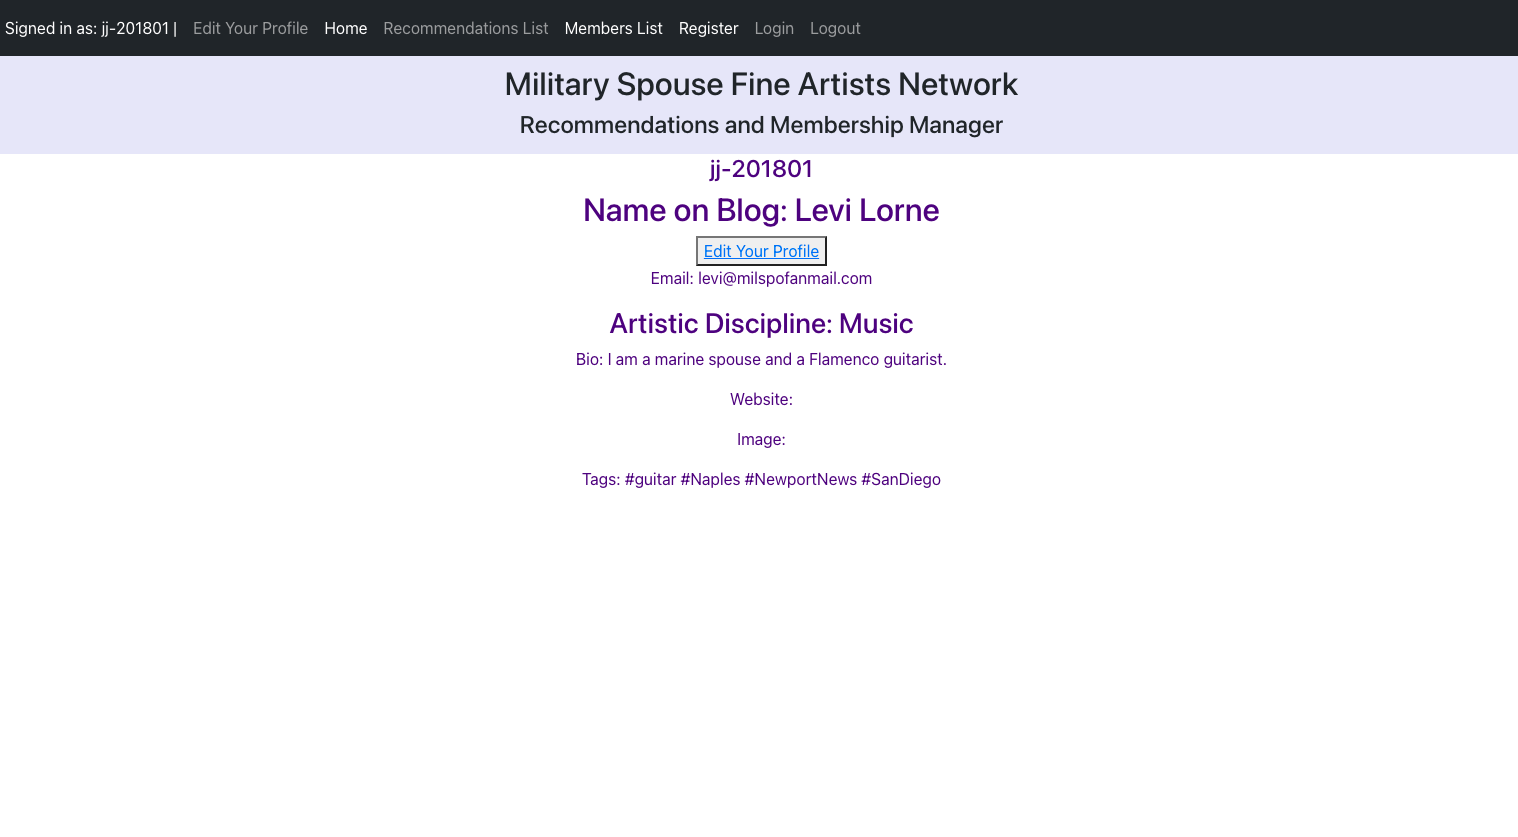 Signed in as: jj-201801 | Edit Your Profile Home Recommendations List Members List Register Login Logout
Military Spouse Fine Artists Network
Recommendations and Membership Manager
jj-201801
Name on Blog: Levi Lorne
Edit Your Profile
Email: levi@milspofanmail.com
Artistic Discipline: Music
Bio: I am a marine spouse and a Flamenco guitarist.
Website:
Image:
Tags: #guitar #Naples #NewportNews #SanDiego